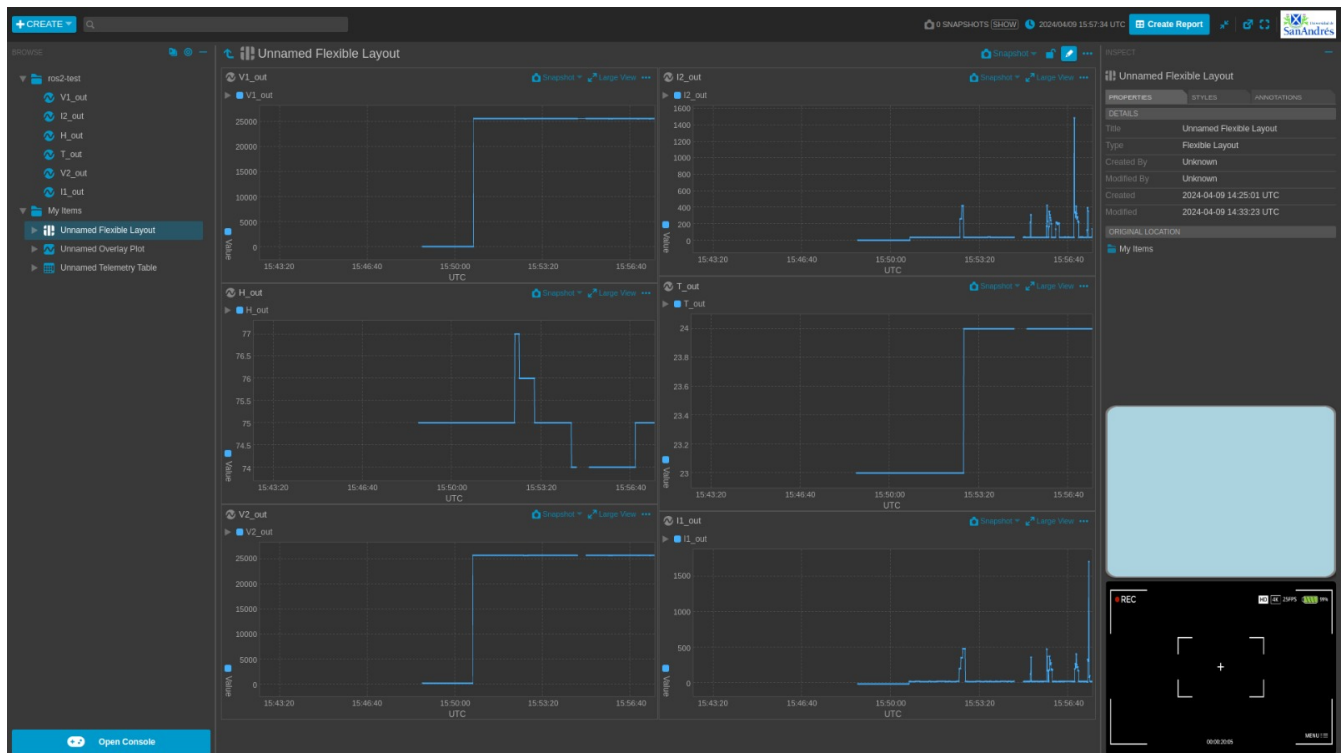 CREATE
0 SNAPSHOTS SHOW 2024/04/09 15:57:34 UTC Create Report
Universidad de
SanAndrés
BROWSE
ros2-test
V1_out
I2_out
H_out
T_out
V2_out
I1_out
My Items
Unnamed Flexible Layout
Unnamed Overlay Plot
Unnamed Telemetry Table
Open Console
Unnamed Flexible Layout
Snapshot
V1_out
Snapshot Large View
V1_out
25000
20000
15000
10000
5000
0
Value
15:43:20 15:46:40 15:50:00 15:53:20 15:56:40
UTC
I2_out
Snapshot Large View
I2_out
1600
1400
1200
1000
800
600
400
200
0
Value
15:43:20 15:46:40 15:50:00 15:53:20 15:56:40
UTC
H_out
Snapshot Large View
H_out
77
76.5
76
75.5
75
74.5
74
Value
15:43:20 15:46:40 15:50:00 15:53:20 15:56:40
UTC
T_out
Snapshot Large View
T_out
24
23.8
23.6
23.4
23.2
23
Value
15:43:20 15:46:40 15:50:00 15:53:20 15:56:40
UTC
V2_out
Snapshot Large View
V2_out
25000
20000
15000
10000
5000
0
Value
15:43:20 15:46:40 15:50:00 15:53:20 15:56:40
UTC
I1_out
Snapshot Large View
I1_out
1500
1000
500
0
Value
15:43:20 15:46:40 15:50:00 15:53:20 15:56:40
UTC
INSPECT
Unnamed Flexible Layout
PROPERTIES STYLES ANNOTATIONS
DETAILS
Title Unnamed Flexible Layout
Type Flexible Layout
Created By Unknown
Modified By Unknown
Created 2024-04-09 14:25:01 UTC
Modified 2024-04-09 14:33:23 UTC
ORIGINAL LOCATION
My Items
REC HD 4K 25FPS 99%
MENU
00:00:20:05